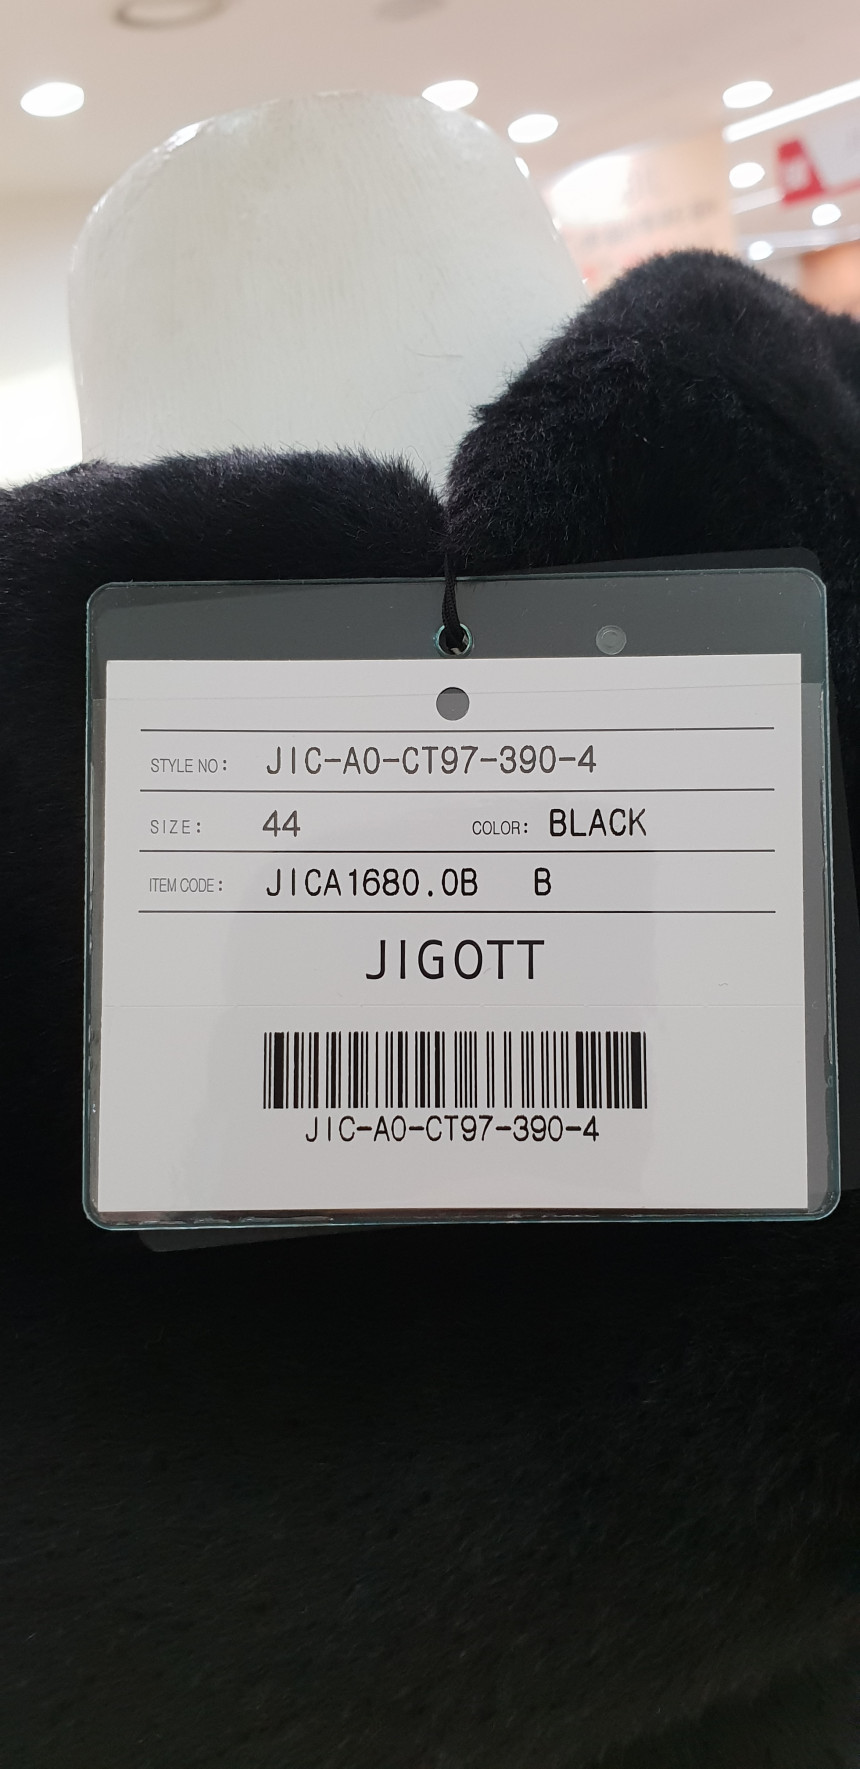 STYLE NO: JIC-A0-CT97-390-4
SIZE: 44 COLOR: BLACK
ITEM CODE: JICA1680.0B B
JIGOTT
JIC-A0-CT97-390-4